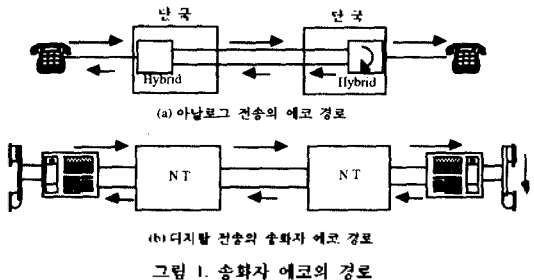 단국 단국
Hybrid Hybrid
(a) 아날로그 전송의 에코 경로
NT NT
(b) 디지탈 전송의 송화자 에코 경로
그림 1. 송화자 에코의 경로